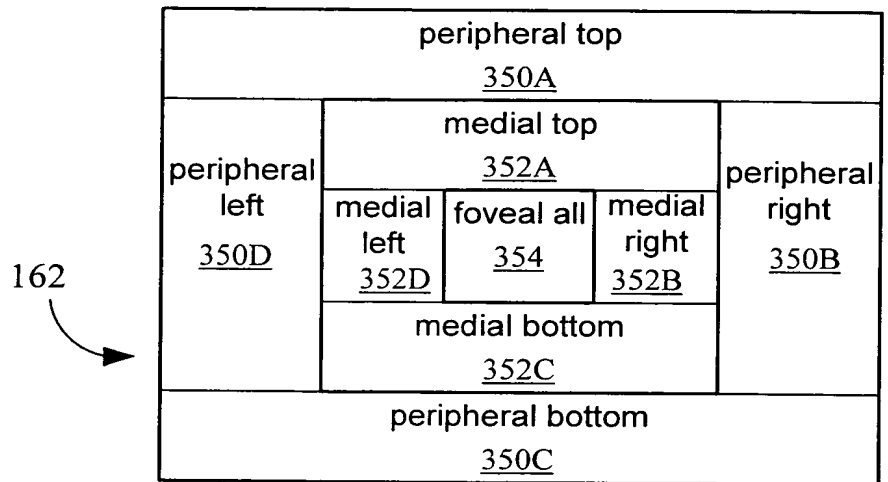 peripheral top
350A
medial top
352A
peripheral
left
350D
medial
left
352D
foveal all
354
medial
right
352B
peripheral
right
350B
162
medial bottom
352C
peripheral bottom
350C